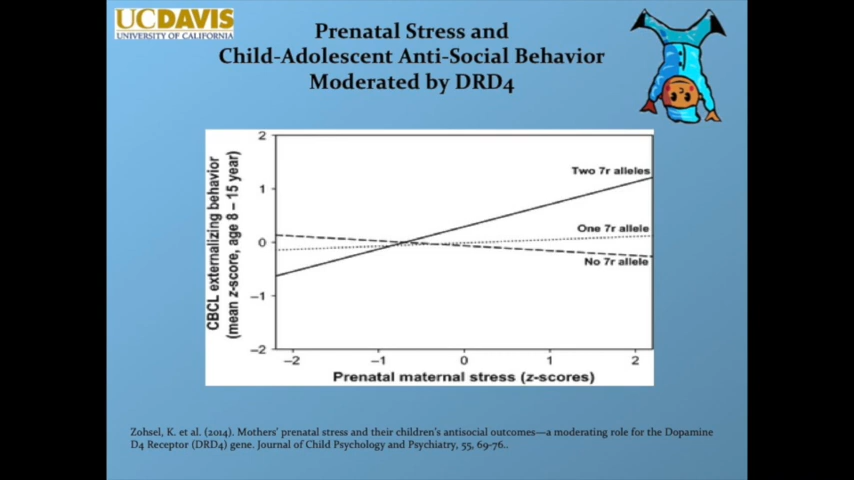 UCDAVIS
UNIVERSITY OF CALIFORNIA
Prenatal Stress and
Child-Adolescent Anti-Social Behavior
Moderated by DRD4
CBCL externalizing behavior
(mean z-score, age 8 – 15 year)
2
1
0
−1
−2
Two 7r alleles
One 7r allele
No 7r allele
−2 −1 0 1 2
Prenatal maternal stress (z-scores)
Zohsel, K. et al. (2014). Mothers' prenatal stress and their children's antisocial outcomes—a moderating role for the Dopamine
D4 Receptor (DRD4) gene. Journal of Child Psychology and Psychiatry, 55, 69-76..